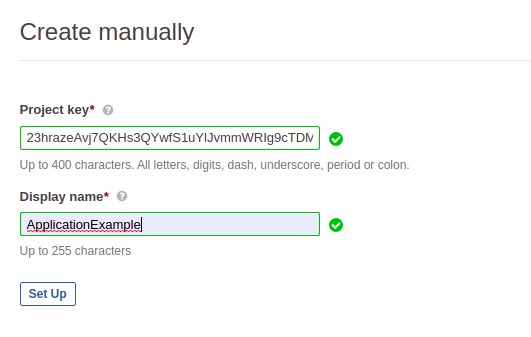 Create manually
Project key*
23hrazeAvj7QKHs3QYwfS1uYlJvmmWRIg9cTDM
Display name*
ApplicationExample
Up to 400 characters. All letters, digits, dash, underscore, period or colon.
Up to 255 characters
Set Up